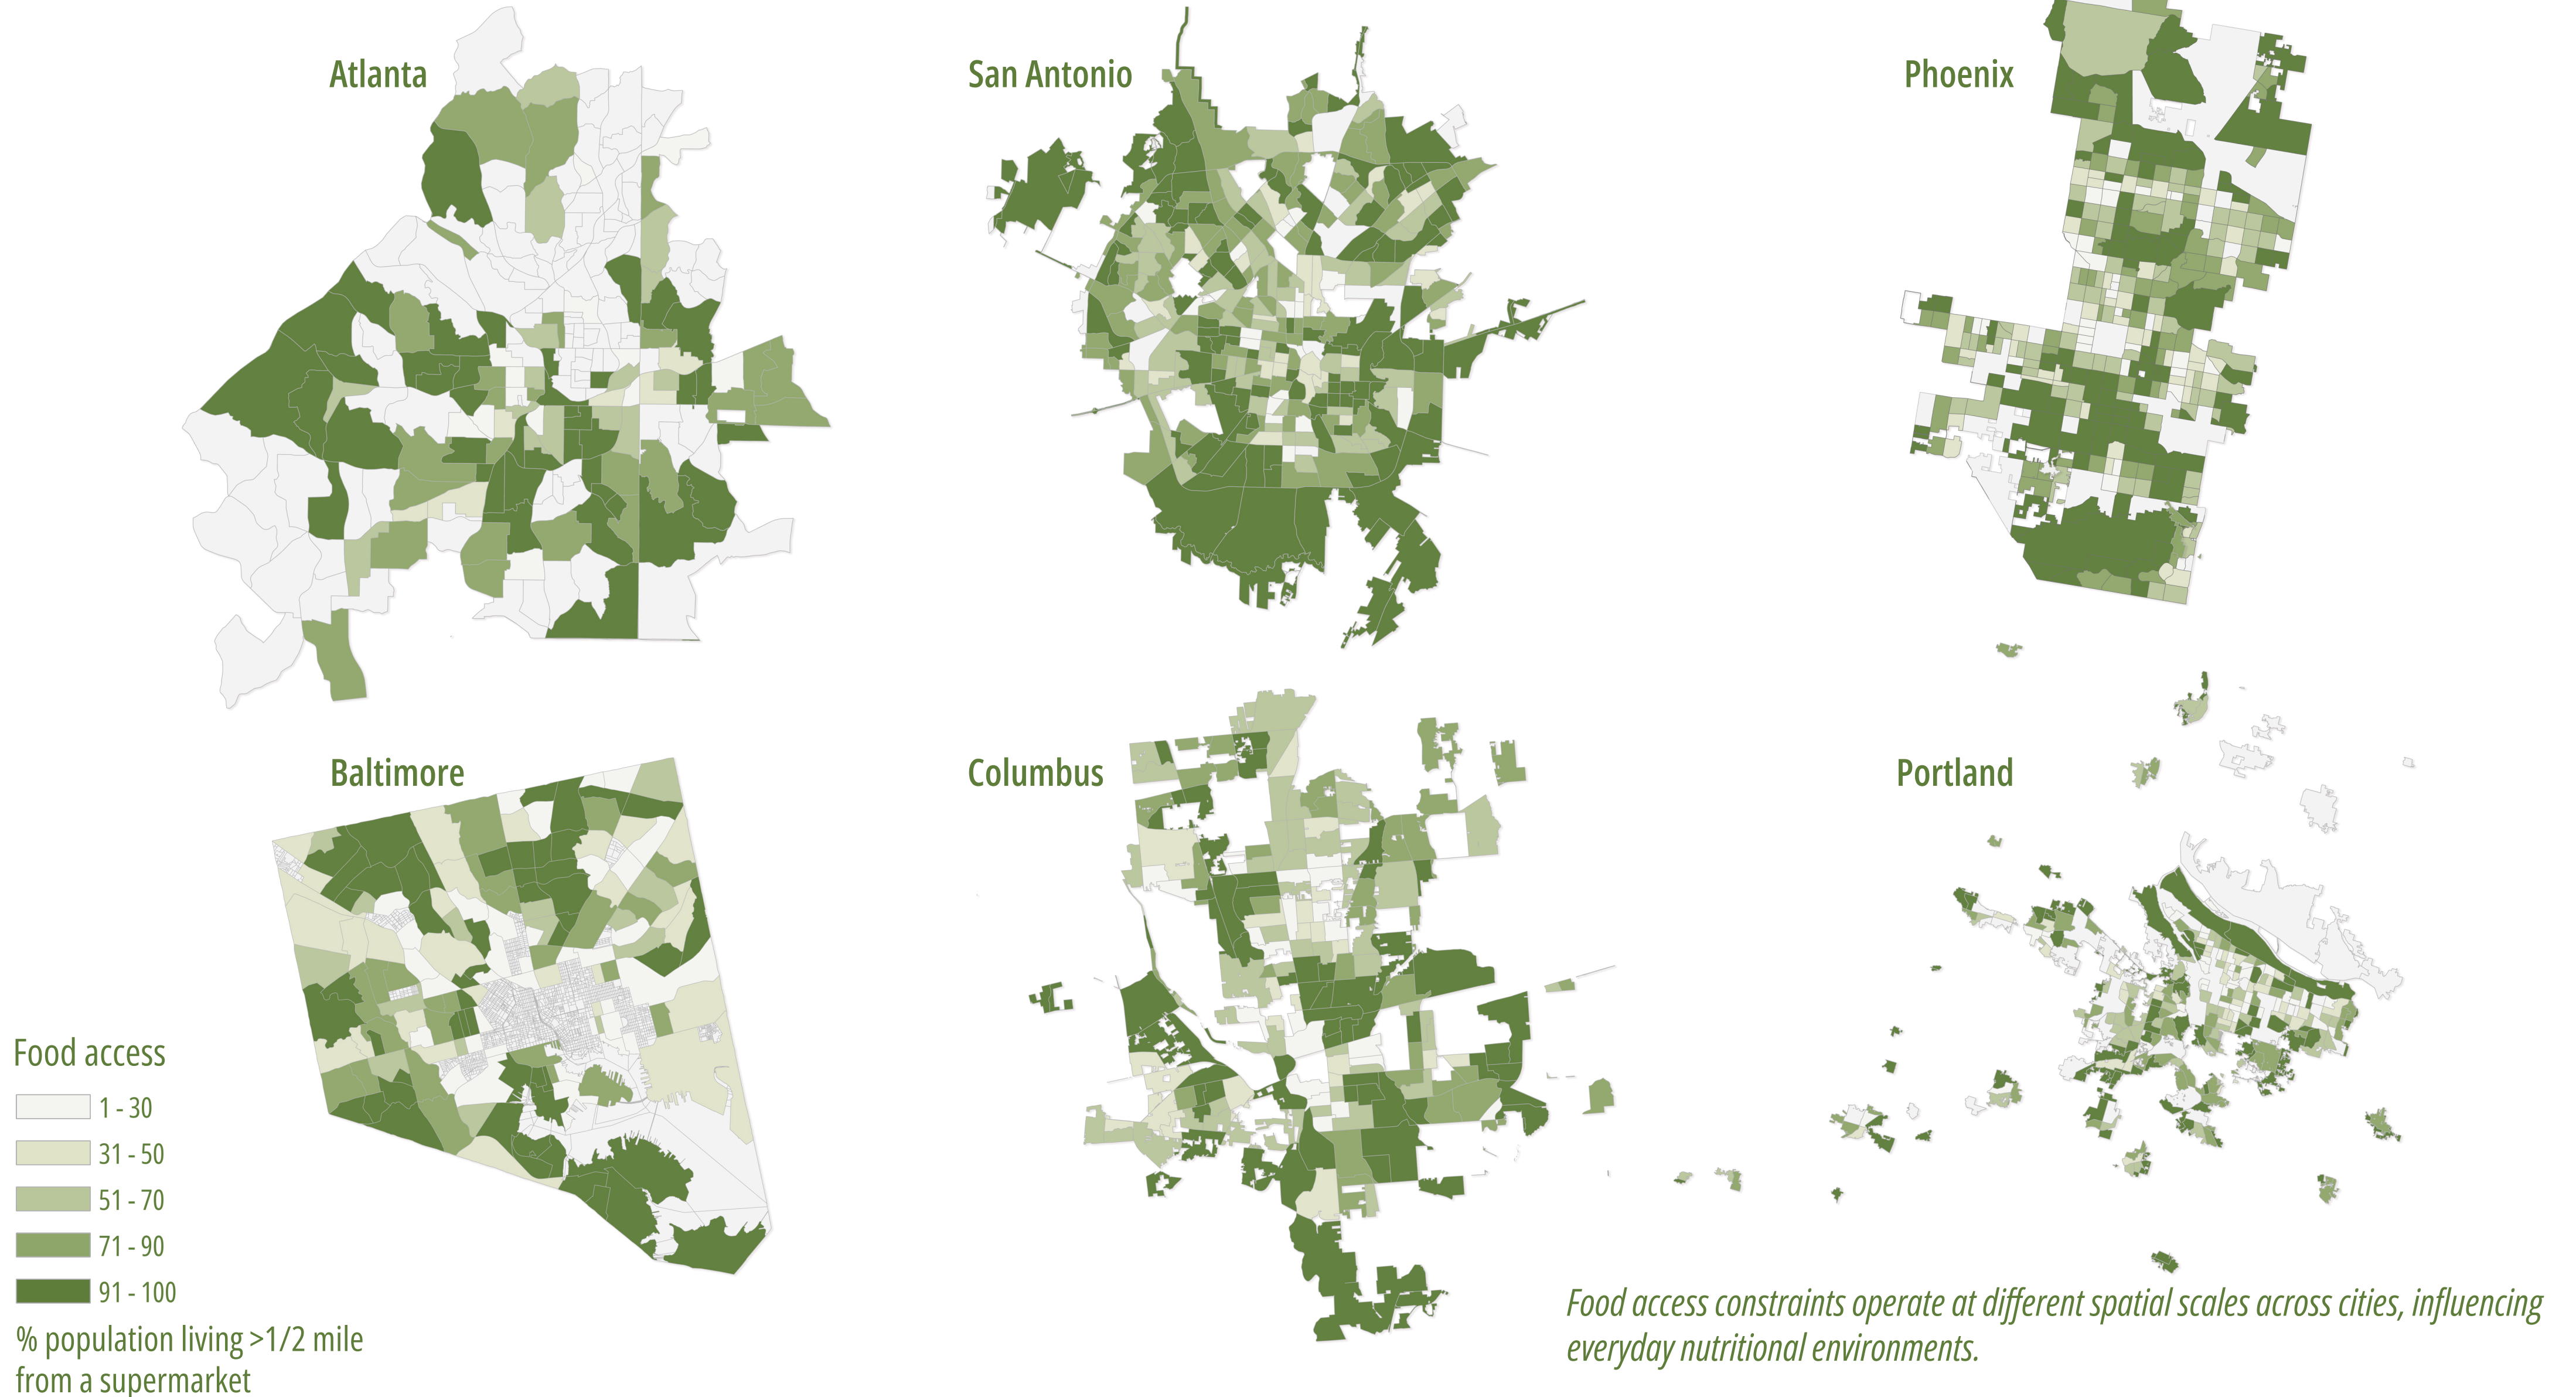 Atlanta
San Antonio
Phoenix
Baltimore
Columbus
Portland
Food access
1 - 30
31 - 50
51 - 70
71 - 90
91 - 100
% population living >1/2 mile
from a supermarket
Food access constraints operate at different spatial scales across cities, influencing
everyday nutritional environments.